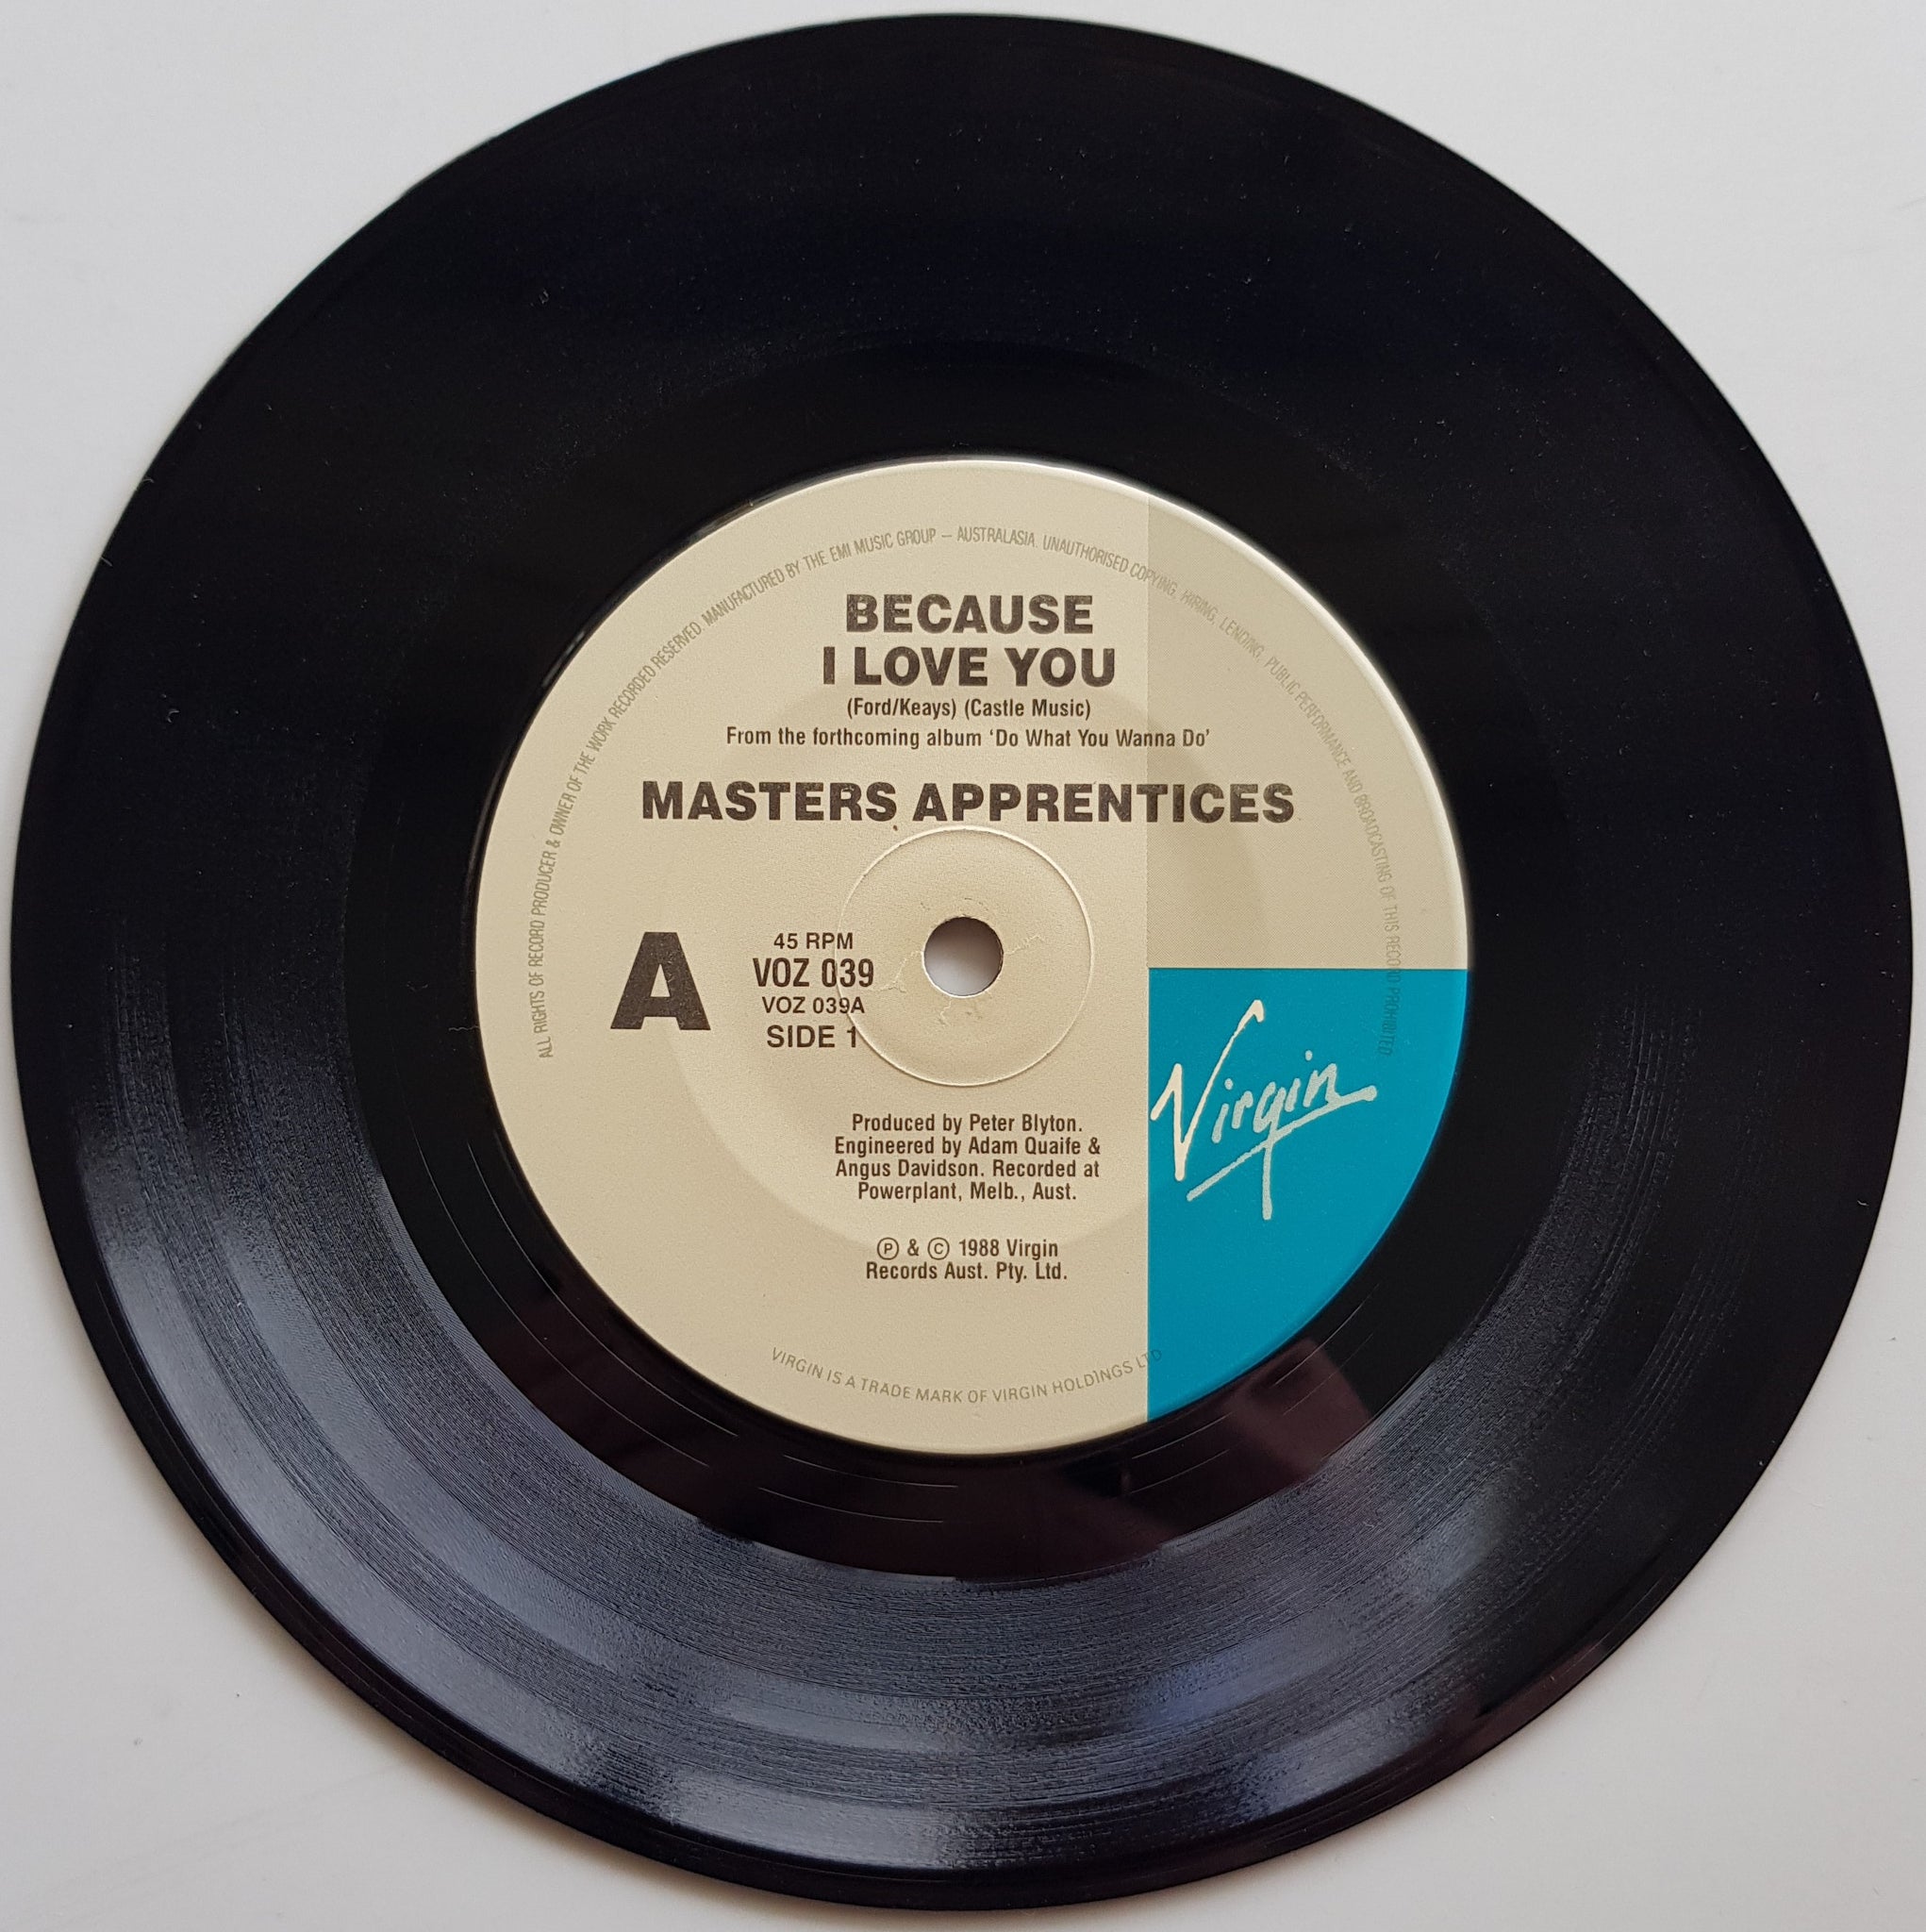 ALL RIGHTS OF RECORD PRODUCER & OWNER OF THE WORK RECORDED RESERVED. MANUFACTURED BY THE EMI MUSIC GROUP – AUSTRALASIA. UNAUTHORISED COPYING, HIRING, LENDING, PUBLIC PERFORMANCE AND BROADCASTING OF THIS RECORD PROHIBITED
BECAUSE
I LOVE YOU
(Ford/Keays) (Castle Music)
From the forthcoming album ‘Do What You Wanna Do’
MASTERS APPRENTICES
A
45 RPM
VOZ 039
VOZ 039A
SIDE 1
Virgin
Produced by Peter Blyton.
Engineered by Adam Quaife &
Angus Davidson. Recorded at
Powerplant, Melb., Aust.
Ⓟ & © 1988 Virgin
Records Aust. Pty. Ltd.
VIRGIN IS A TRADE MARK OF VIRGIN HOLDINGS LTD